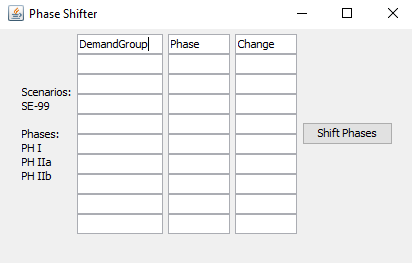 Phase Shifter
DemandGroup Phase Change
Scenarios:
SE-99
Phases:
PH I
PH IIa
PH IIb
Shift Phases